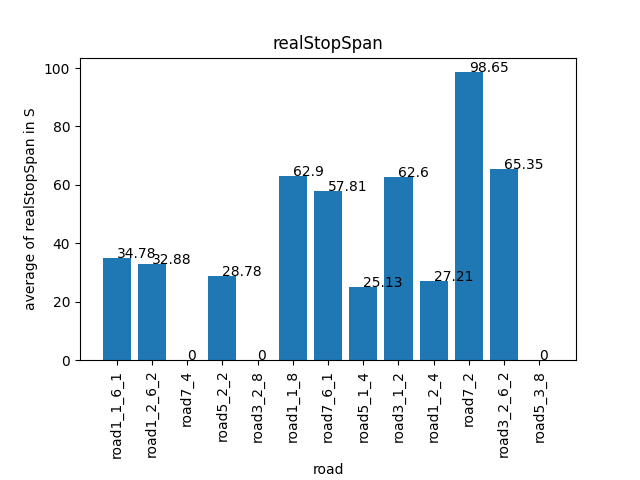 realStopSpan
average of realStopSpan in S
100
80
60
40
20
0
34.78
32.88
0
28.78
0
62.9
57.81
25.13
62.6
27.21
98.65
65.35
0
road1_1_6_1
road1_2_6_2
road7_4
road5_2_2
road3_2_8
road1_1_8
road7_6_1
road5_1_4
road3_1_2
road1_2_4
road7_2
road3_2_6_2
road5_3_8
road